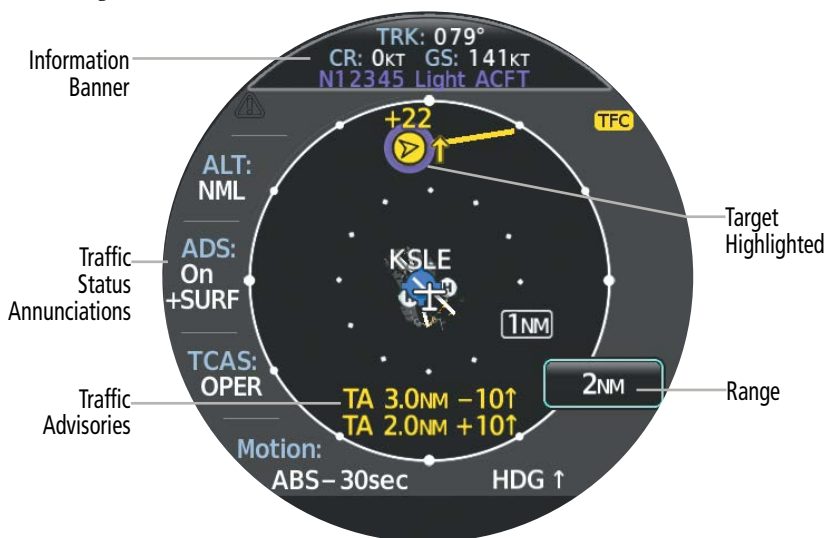 TRK: 079°
CR: 0KT GS: 141KT
N12345 Light ACFT
Information
Banner
+22
TFC
ALT:
NML
Target
Highlighted
ADS:
On
+SURF
Traffic
Status
Annunciations
KSLE
H
H
1NM
TCAS:
OPER
2NM
Range
Traffic
Advisories
TA 3.0NM −10↑
TA 2.0NM +10↑
Motion:
ABS−30sec HDG ↑